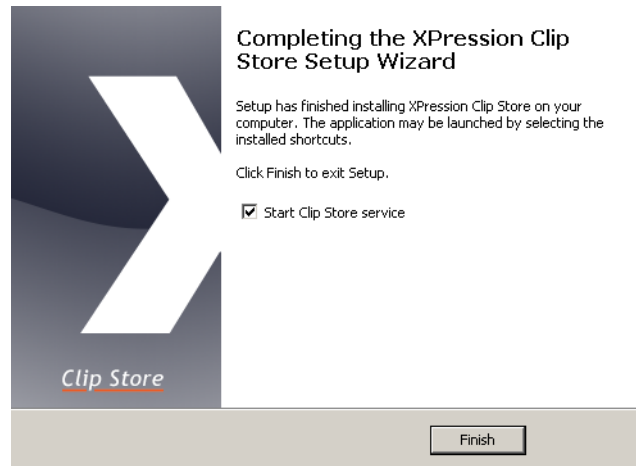 Completing the XPression Clip
Store Setup Wizard
Setup has finished installing XPression Clip Store on your
computer. The application may be launched by selecting the
installed shortcuts.
Click Finish to exit Setup.
Start Clip Store service
Clip Store
Finish